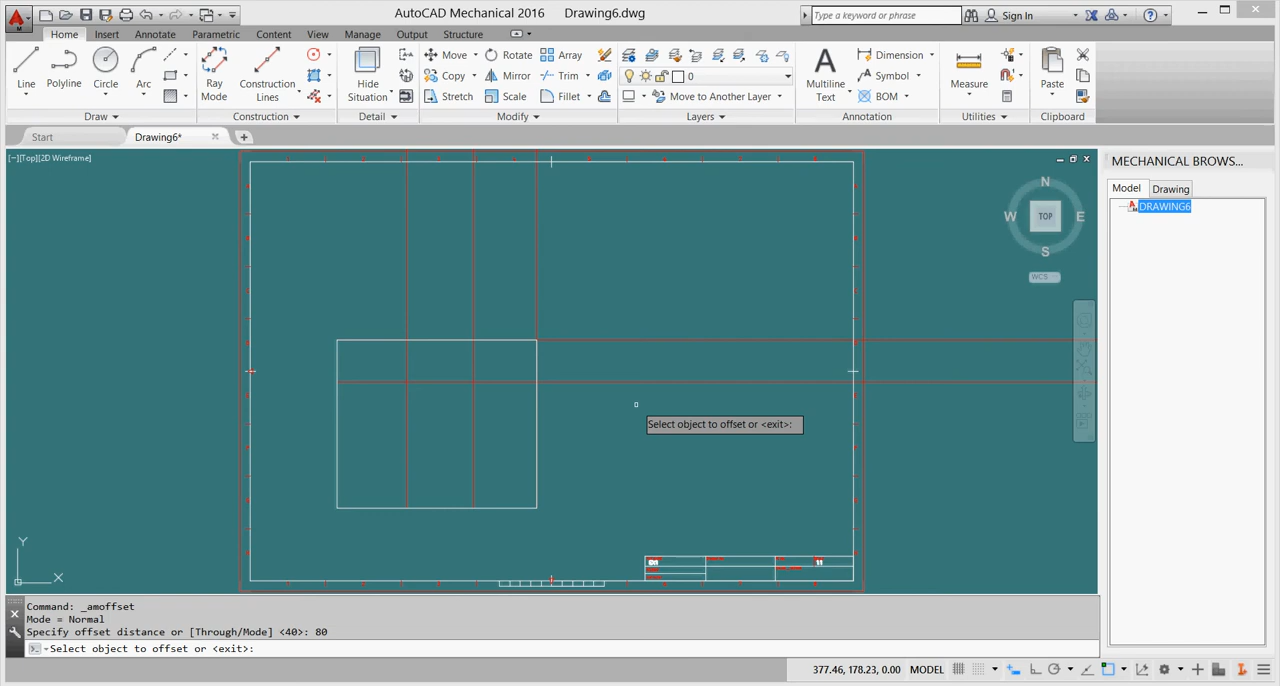 AutoCAD Mechanical 2016 Drawing6.dwg
Type a keyword or phrase
Sign In
Home Insert Annotate Parametric Content View Manage Output Structure
Line Polyline Circle Arc
Ray Mode
Construction Lines
Hide Situation
Move Rotate Array
Copy Mirror Trim
Stretch Scale Fillet
0
Move to Another Layer
Multiline Text
Dimension
Symbol
BOM
Measure
Paste
Draw Construction Detail Modify Layers Annotation Utilities Clipboard
Start Drawing6*
[−][Top][2D Wireframe]
N
W TOP E
S
WCS
MECHANICAL BROWS...
Model Drawing
DRAWING6
Select object to offset or <exit>:
Y
X
Command: _amoffset
Mode = Normal
Specify offset distance or [Through/Mode] <40>: 80
Select object to offset or <exit>:
377.46, 178.23, 0.00 MODEL